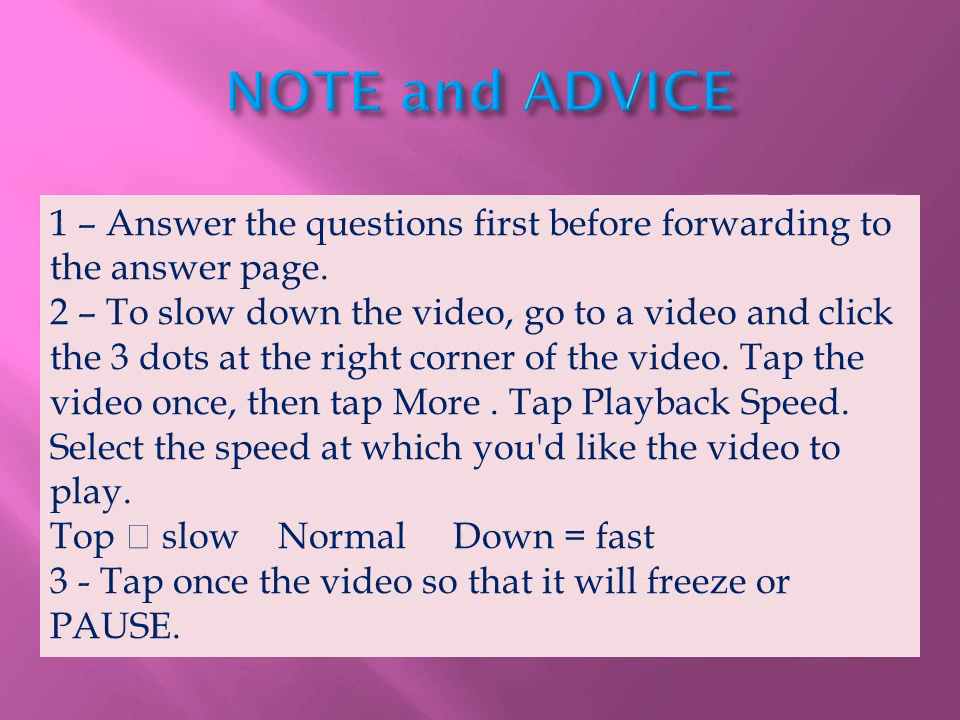 NOTE and ADVICE
1 – Answer the questions first before forwarding to
the answer page.
2 – To slow down the video, go to a video and click
the 3 dots at the right corner of the video. Tap the
video once, then tap More . Tap Playback Speed.
Select the speed at which you'd like the video to
play.
Top □ slow Normal Down = fast
3 - Tap once the video so that it will freeze or
PAUSE.